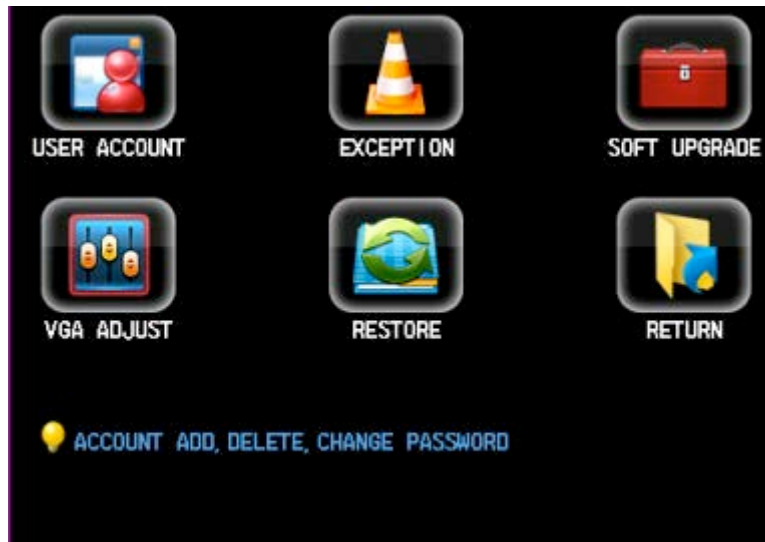 USER ACCOUNT
EXCEPTION
SOFT UPGRADE
VGA ADJUST
RESTORE
RETURN
ACCOUNT ADD, DELETE, CHANGE PASSWORD